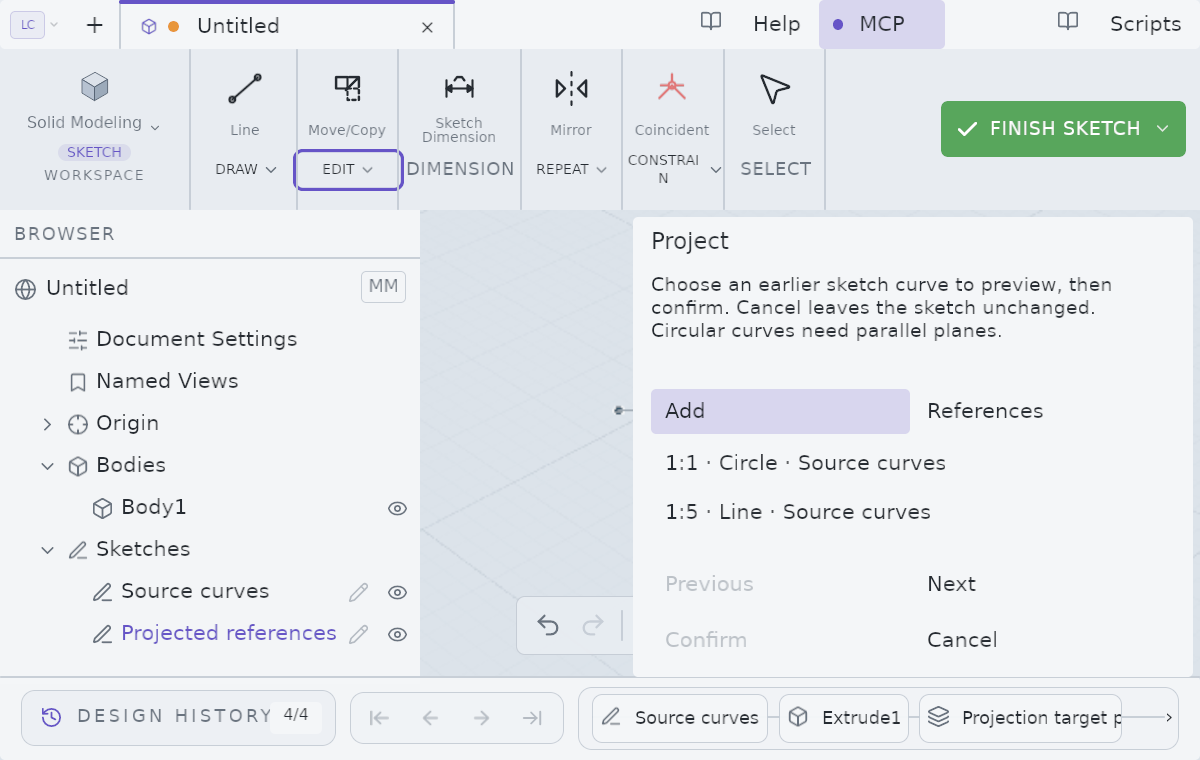 LC
Untitled
Help
MCP
Scripts
Solid Modeling
SKETCH
WORKSPACE
Line
DRAW
Move/Copy
EDIT
Sketch
Dimension
DIMENSION
Mirror
REPEAT
Coincident
CONSTRAI
N
Select
SELECT
FINISH SKETCH
BROWSER
Untitled
MM
Document Settings
Named Views
Origin
Bodies
Body1
Sketches
Source curves
Projected references
Project
Choose an earlier sketch curve to preview, then
confirm. Cancel leaves the sketch unchanged.
Circular curves need parallel planes.
Add
References
1:1 · Circle · Source curves
1:5 · Line · Source curves
Previous
Next
Confirm
Cancel
DESIGN HISTORY
4/4
Source curves
Extrude1
Projection target p